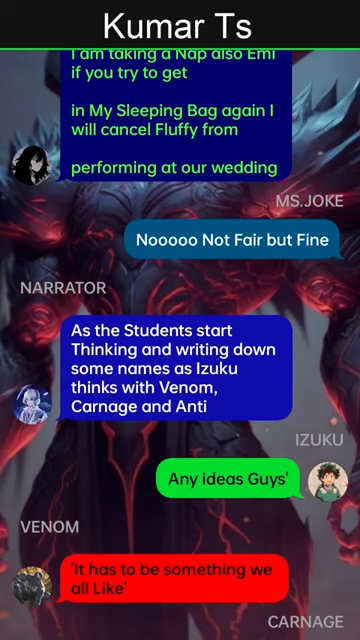 Kumar Ts
I am taking a Nap also Emi
if you try to get
in My Sleeping Bag again I
will cancel Fluffy from
performing at our wedding
MS.JOKE
Nooooo Not Fair but Fine
NARRATOR
As the Students start
Thinking and writing down
some names as Izuku
thinks with Venom,
Carnage and Anti
IZUKU
Any ideas Guys'
VENOM
'It has to be something we
all Like'
CARNAGE